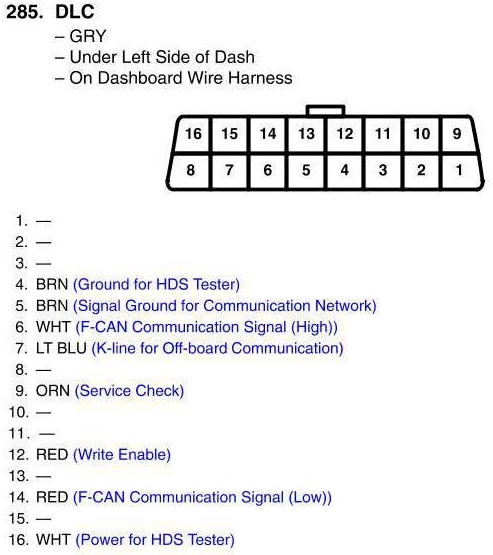 285. DLC
– GRY
– Under Left Side of Dash
– On Dashboard Wire Harness
16 15 14 13 12 11 10 9
8 7 6 5 4 3 2 1
1. —
2. —
3. —
4. BRN (Ground for HDS Tester)
5. BRN (Signal Ground for Communication Network)
6. WHT (F-CAN Communication Signal (High))
7. LT BLU (K-line for Off-board Communication)
8. —
9. ORN (Service Check)
10. —
11. —
12. RED (Write Enable)
13. —
14. RED (F-CAN Communication Signal (Low))
15. —
16. WHT (Power for HDS Tester)